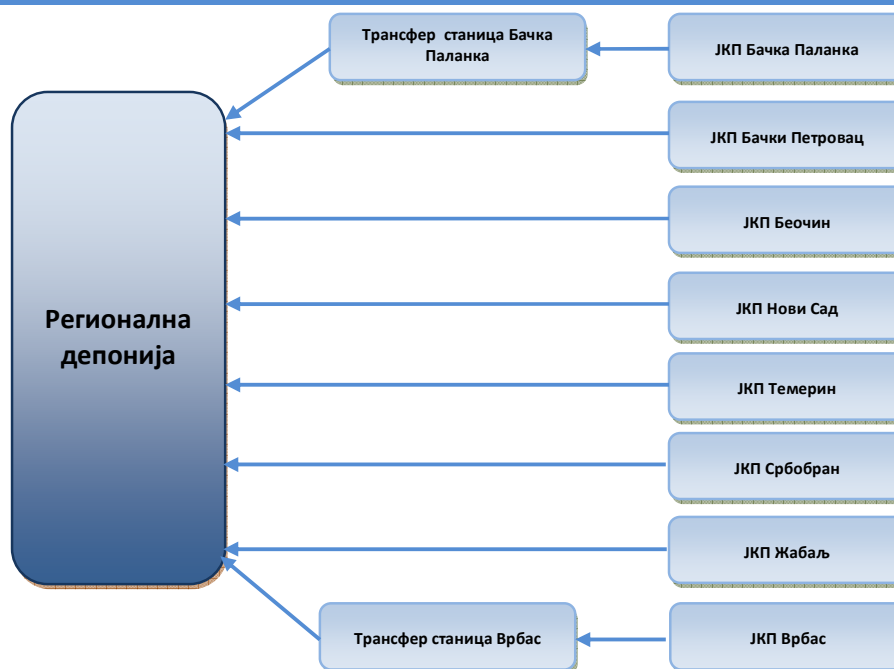 Трансфер станица Бачка
Паланка
ЈКП Бачка Паланка
ЈКП Бачки Петровац
ЈКП Беочин
ЈКП Нови Сад
Регионална
депонија
ЈКП Темерин
ЈКП Србобран
ЈКП Жабаљ
Трансфер станица Врбас
ЈКП Врбас